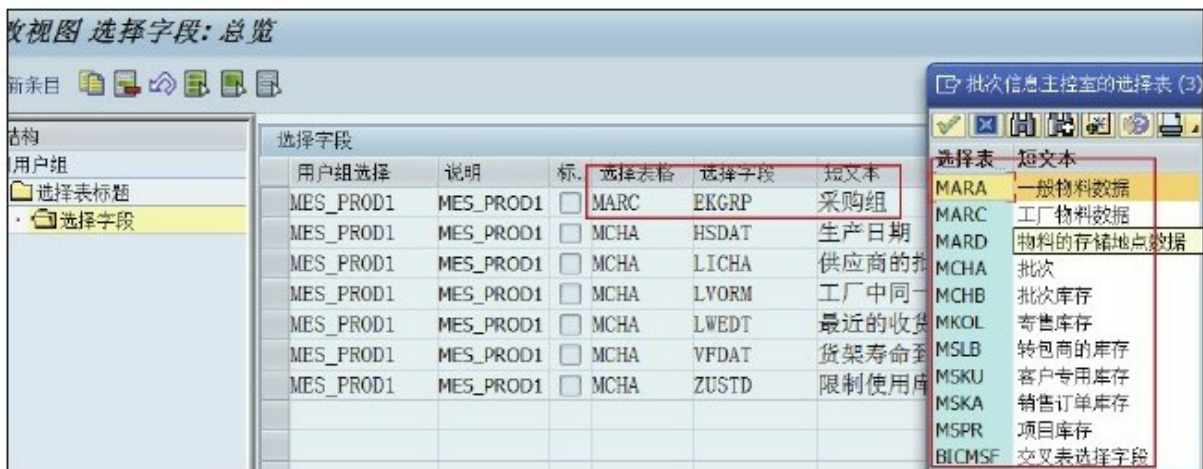 改视图 选择字段: 总览
新条目
结构
用户组
选择表标题
选择字段
选择字段
用户组选择 说明 标. 选择表格 选择字段 短文本
MES_PROD1 MES_PROD1 MARC EKGRP 采购组
MES_PROD1 MES_PROD1 MCHA HSDAT 生产日期
MES_PROD1 MES_PROD1 MCHA LICHA 供应商的批
MES_PROD1 MES_PROD1 MCHA LVORM 工厂中同一
MES_PROD1 MES_PROD1 MCHA LWEDT 最近的收货
MES_PROD1 MES_PROD1 MCHA VFDAT 货架寿命到
MES_PROD1 MES_PROD1 MCHA ZUSTD 限制使用库
批次信息主控室的选择表 (3)
选择表 短文本
MARA 一般物料数据
MARC 工厂物料数据
MARD 物料的存储地点数据
MCHA 批次
MCHB 批次库存
MKOL 寄售库存
MSLB 转包商的库存
MSKU 客户专用库存
MSKA 销售订单库存
MSPR 项目库存
BICMSF 交叉表选择字段